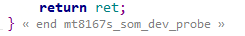 return ret;
} « end mt8167s_som_dev_probe »